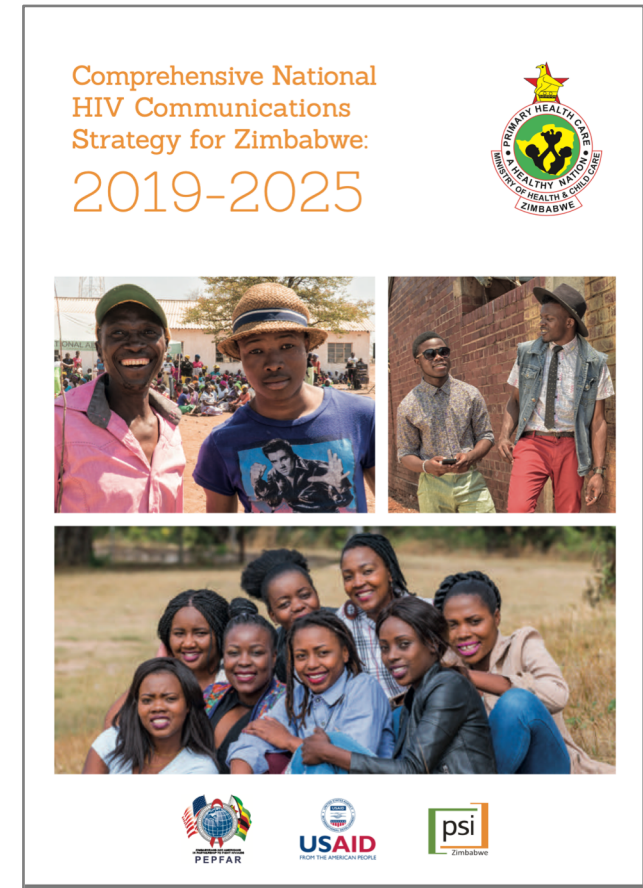 Comprehensive National
HIV Communications
Strategy for Zimbabwe:
2019-2025
PRIMARY HEALTH CARE
A HEALTHY NATION
MINISTRY OF HEALTH & CHILD CARE
ZIMBABWE
PEPFAR
USAID
USAID
FROM THE AMERICAN PEOPLE
psi
Zimbabwe